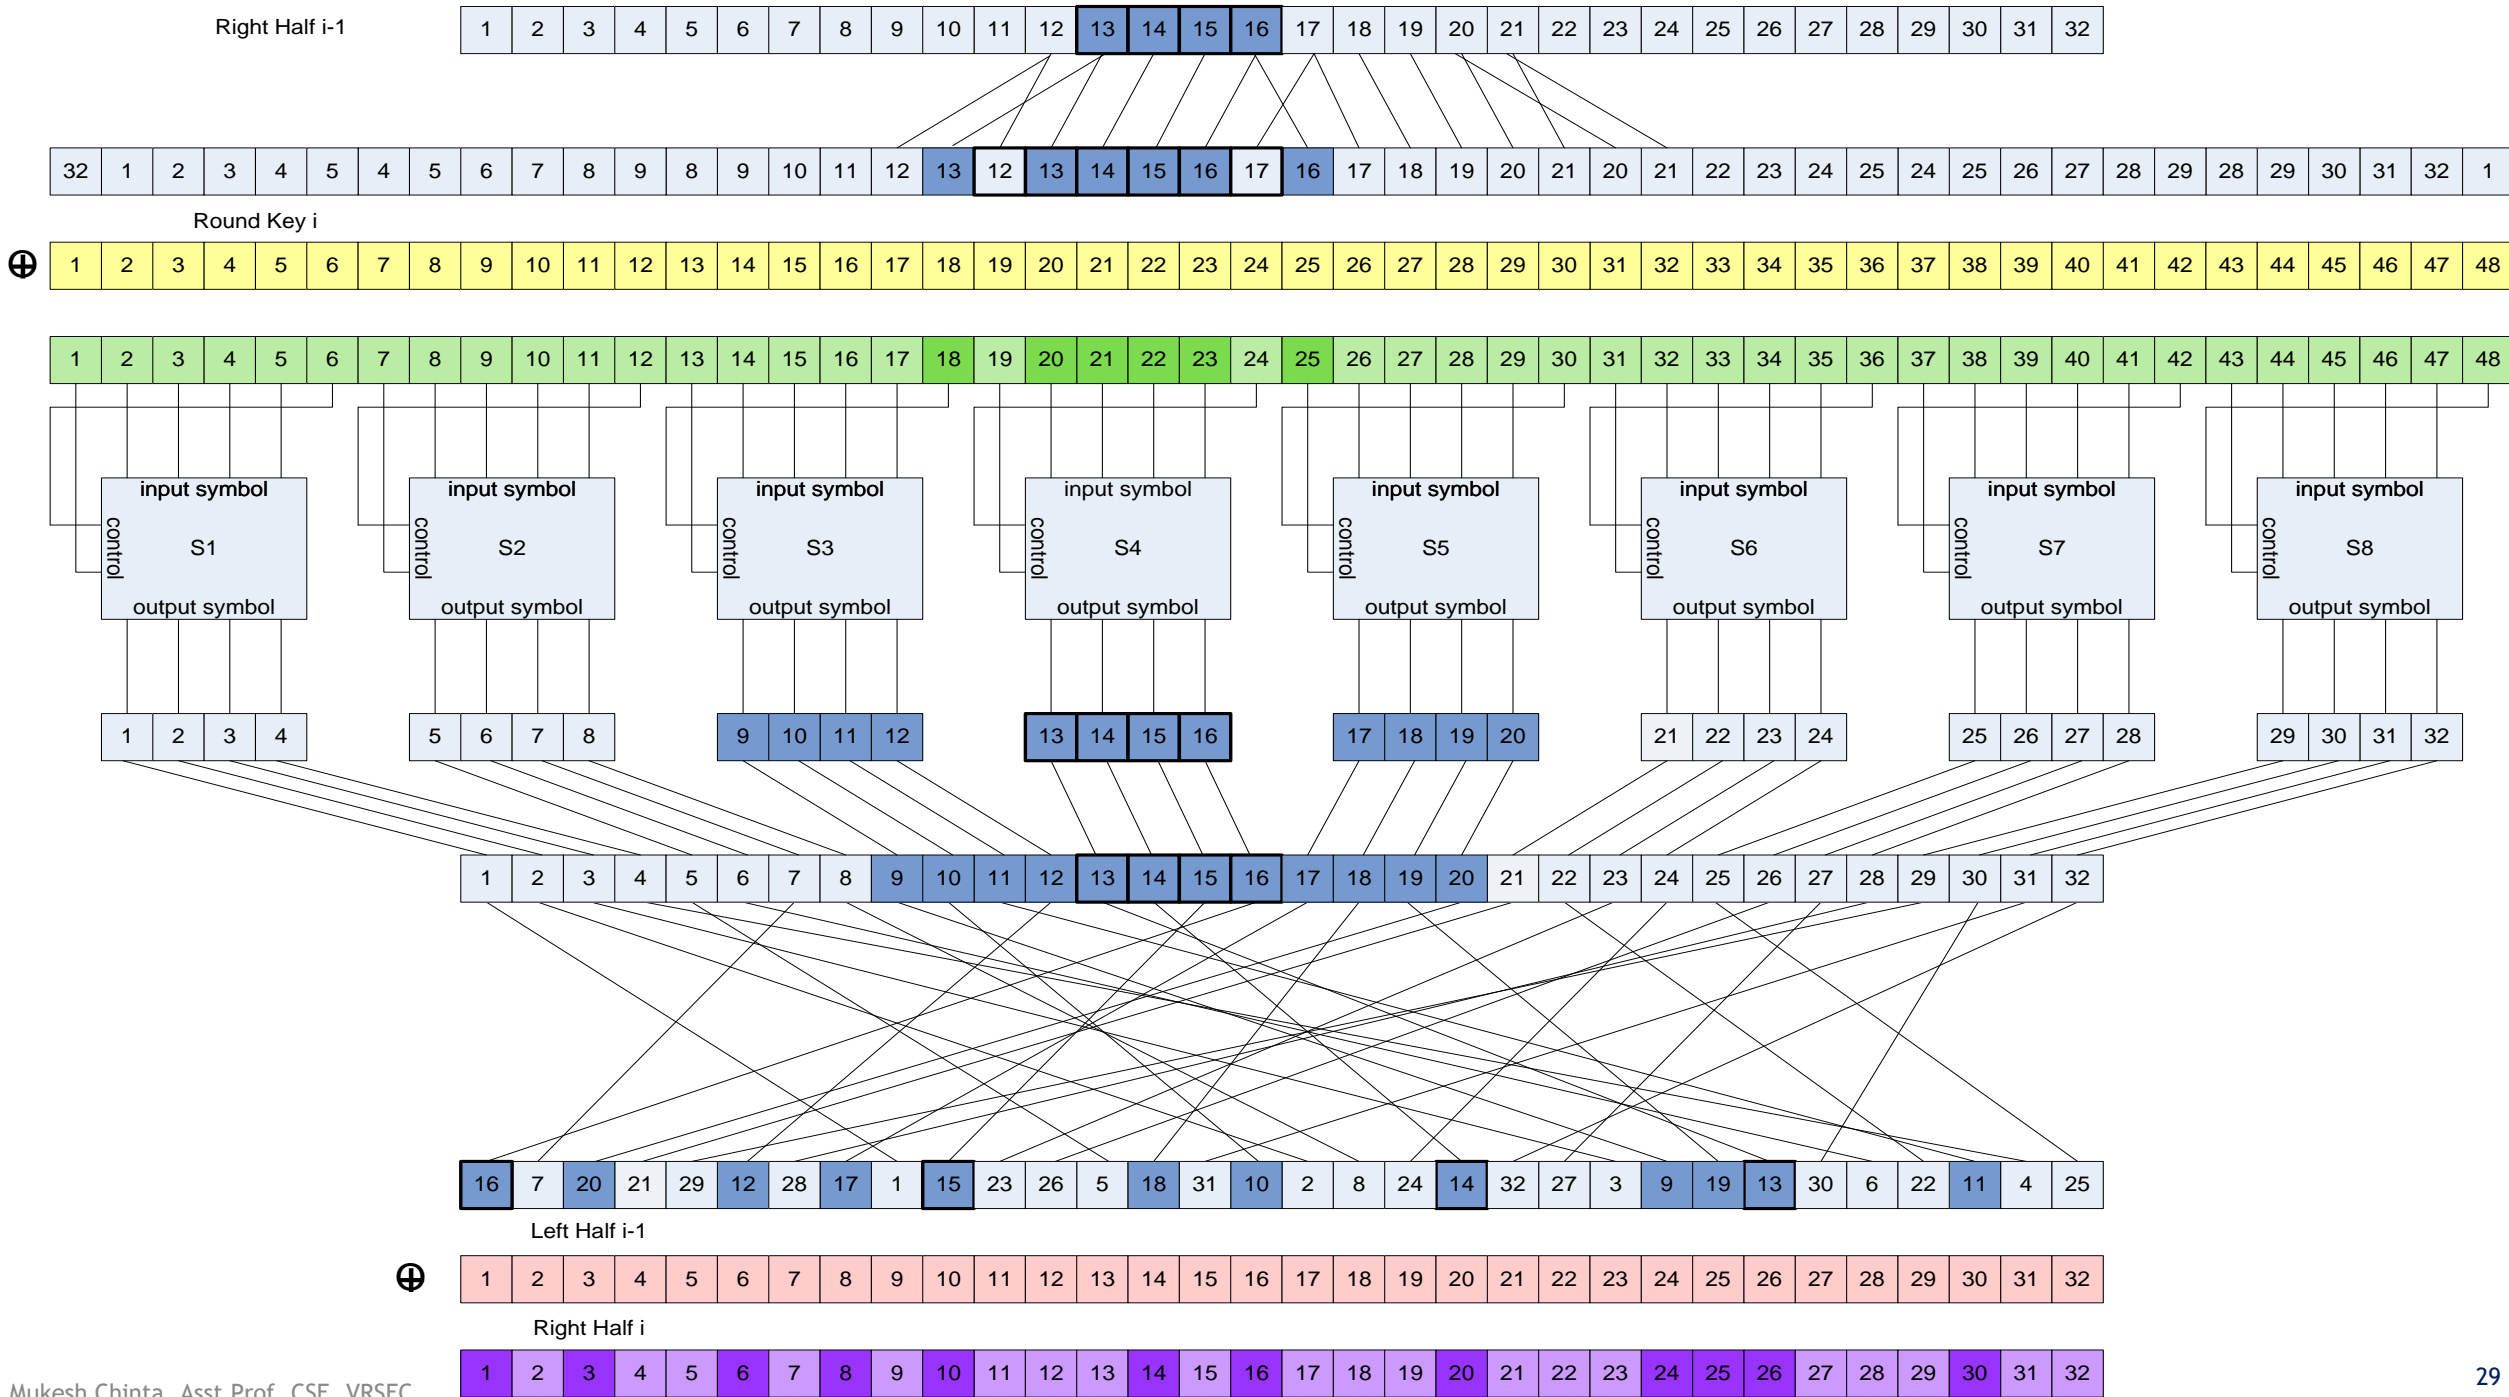 Right Half i-1 1 2 3 4 5 6 7 8 9 10 11 12 13 14 15 16 17 18 19 20 21 22 23 24 25 26 27 28 29 30 31 32
32 1 2 3 4 5 4 5 6 7 8 9 8 9 10 11 12 13 12 13 14 15 16 17 16 17 18 19 20 21 20 21 22 23 24 25 24 25 26 27 28 29 28 29 30 31 32 1
Round Key i
⊕ 1 2 3 4 5 6 7 8 9 10 11 12 13 14 15 16 17 18 19 20 21 22 23 24 25 26 27 28 29 30 31 32 33 34 35 36 37 38 39 40 41 42 43 44 45 46 47 48
1 2 3 4 5 6 7 8 9 10 11 12 13 14 15 16 17 18 19 20 21 22 23 24 25 26 27 28 29 30 31 32 33 34 35 36 37 38 39 40 41 42 43 44 45 46 47 48
input symbol input symbol input symbol input symbol input symbol input symbol input symbol input symbol
control S1 control S2 control S3 control S4 control S5 control S6 control S7 control S8
output symbol output symbol output symbol output symbol output symbol output symbol output symbol output symbol
1 2 3 4 5 6 7 8 9 10 11 12 13 14 15 16 17 18 19 20 21 22 23 24 25 26 27 28 29 30 31 32
1 2 3 4 5 6 7 8 9 10 11 12 13 14 15 16 17 18 19 20 21 22 23 24 25 26 27 28 29 30 31 32
16 7 20 21 29 12 28 17 1 15 23 26 5 18 31 10 2 8 24 14 32 27 3 9 19 13 30 6 22 11 4 25
Left Half i-1
⊕ 1 2 3 4 5 6 7 8 9 10 11 12 13 14 15 16 17 18 19 20 21 22 23 24 25 26 27 28 29 30 31 32
Right Half i
1 2 3 4 5 6 7 8 9 10 11 12 13 14 15 16 17 18 19 20 21 22 23 24 25 26 27 28 29 30 31 32
Mukesh Chinta, Asst Prof, CSE, VRSEC 29